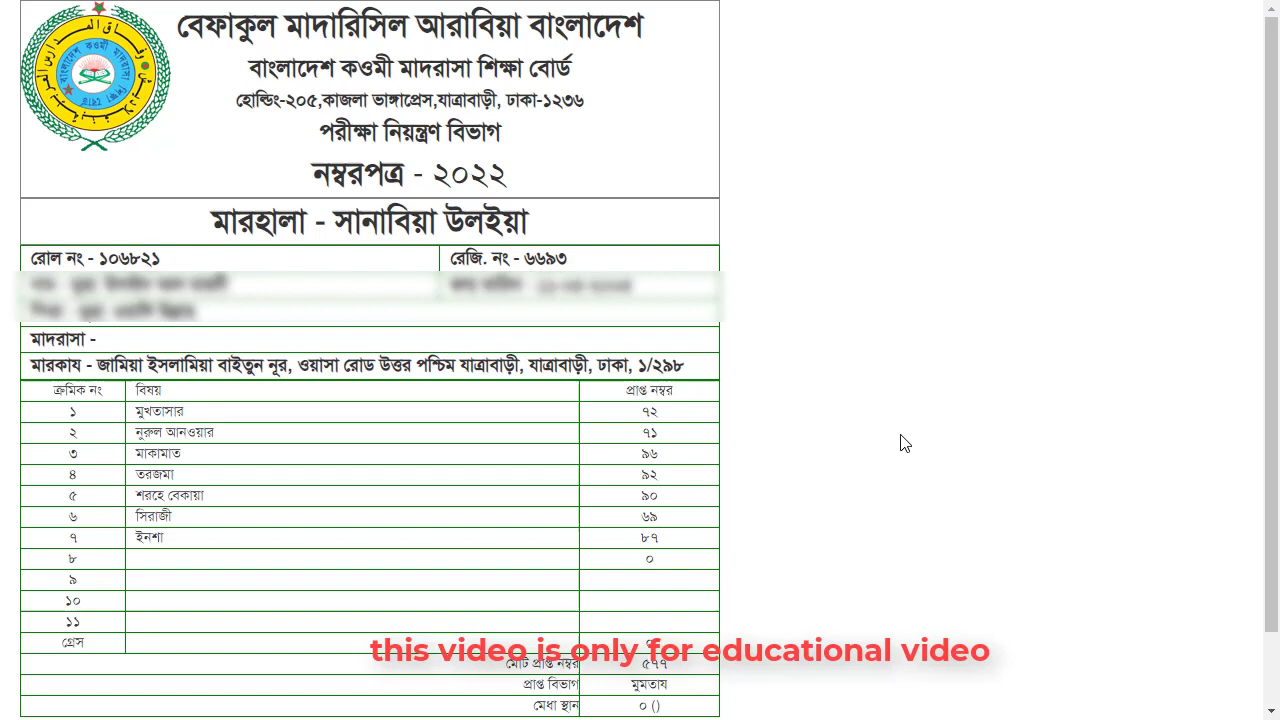 বেফাকুল মাদারিসিল আরাবিয়া বাংলাদেশ
বাংলাদেশ কওমী মাদরাসা শিক্ষা বোর্ড
হোল্ডিং-২০৫,কাজলা ভাঙ্গাপ্রেস,যাত্রাবাড়ী, ঢাকা-১২৩৬
পরীক্ষা নিয়ন্ত্রণ বিভাগ
নম্বরপত্র - ২০২২
মারহালা - সানাবিয়া উলইয়া
রোল নং - ১০৬৮২১ রেজি. নং - ৬৬৯৩
মাদরাসা -
মারকায - জামিয়া ইসলামিয়া বাইতুন নূর, ওয়াসা রোড উত্তর পশ্চিম যাত্রাবাড়ী, যাত্রাবাড়ী, ঢাকা, ১/২৯৮
ক্রমিক নং বিষয় প্রাপ্ত নম্বর
১ মুখতাসার ৭২
২ নুরুল আনওয়ার ৭১
৩ মাকামাত ৯৬
৪ তরজমা ৯২
৫ শরহে বেকায়া ৯০
৬ সিরাজী ৬৯
৭ ইনশা ৮৭
৮ ০
৯
১০
১১
গ্রেস
this video is only for educational video
মোট প্রাপ্ত নম্বর ৫৭৭
প্রাপ্ত বিভাগ মুমতায
মেধা স্থান ০ ()